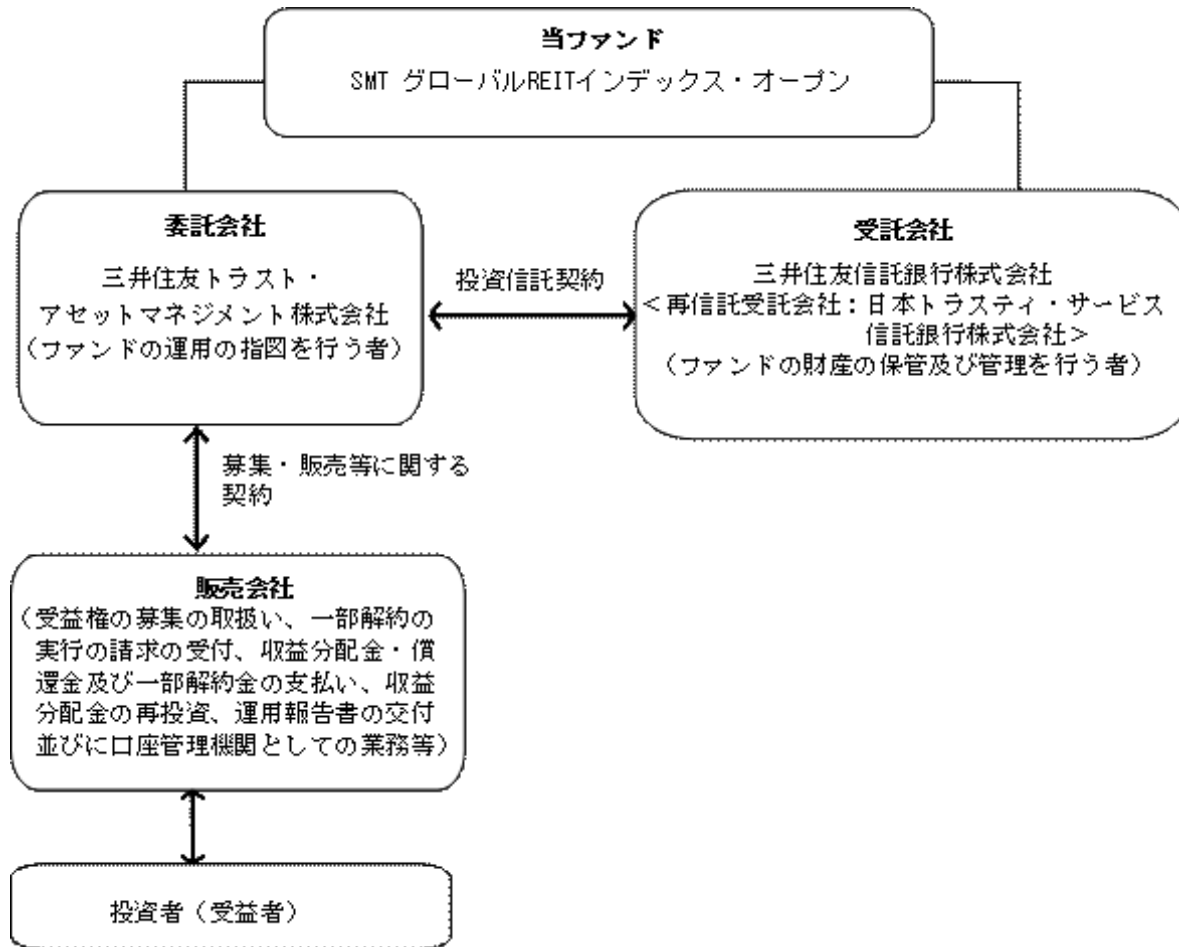 当ファンド
SMT グローバルREITインデックス・オープン
委託会社
三井住友トラスト・
アセットマネジメント株式会社
(ファンドの運用の指図を行う者)
投資信託契約
受託会社
三井住友信託銀行株式会社
<再信託受託会社:日本トラスティ・サービス
信託銀行株式会社>
(ファンドの財産の保管及び管理を行う者)
募集・販売等に関する
契約
販売会社
(受益権の募集の取扱い、一部解約の
実行の請求の受付、収益分配金・償
還金及び一部解約金の支払い、収益
分配金の再投資、運用報告書の交付
並びに口座管理機関としての業務等)
投資者(受益者)